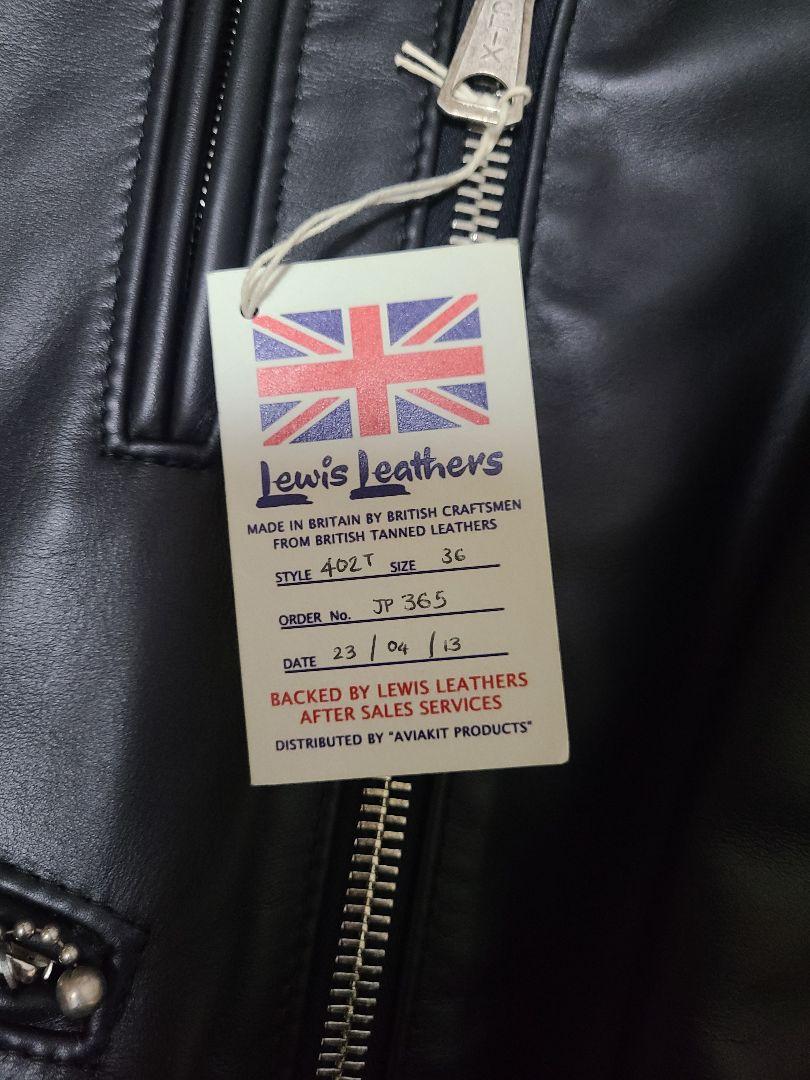 Lewis Leathers
MADE IN BRITAIN BY BRITISH CRAFTSMEN
FROM BRITISH TANNED LEATHERS
STYLE 402T SIZE 36
ORDER No. JP 365
DATE 23 / 04 / 13
BACKED BY LEWIS LEATHERS
AFTER SALES SERVICES
DISTRIBUTED BY "AVIAKIT PRODUCTS"